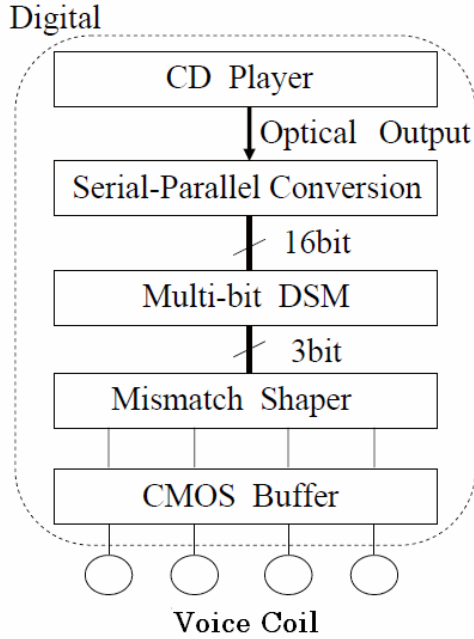 Digital
CD Player
Optical Output
Serial-Parallel Conversion
16bit
Multi-bit DSM
3bit
Mismatch Shaper
CMOS Buffer
Voice Coil